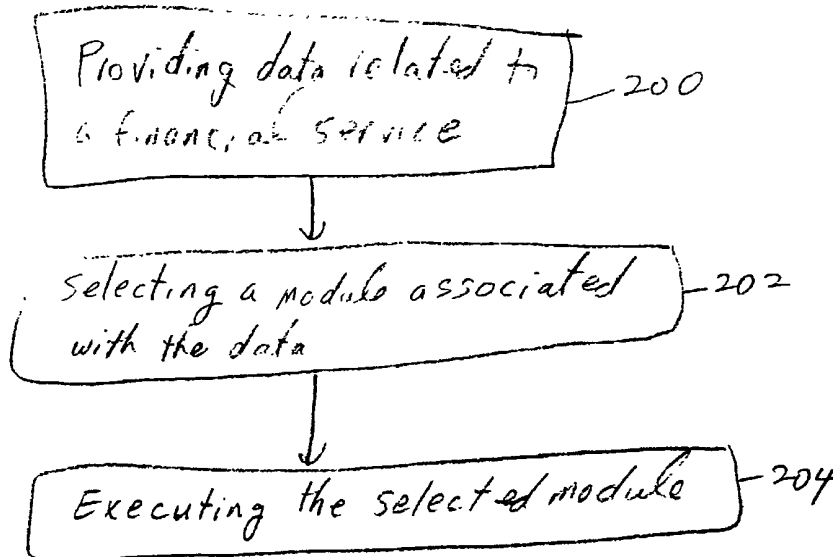 Providing data related to
a financial service
200
selecting a module associated
with the data
202
Executing the selected module
204